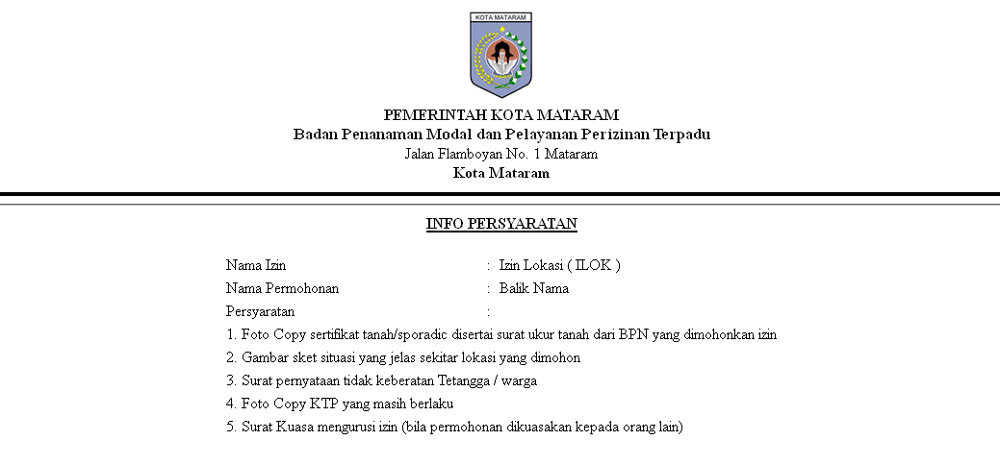 KOTA MATARAM
PEMERINTAH KOTA MATARAM
Badan Penanaman Modal dan Pelayanan Perizinan Terpadu
Jalan Flamboyan No. 1 Mataram
Kota Mataram
INFO PERSYARATAN
Nama Izin : Izin Lokasi ( ILOK )
Nama Permohonan : Balik Nama
Persyaratan :
1. Foto Copy sertifikat tanah/sporadic disertai surat ukur tanah dari BPN yang dimohonkan izin
2. Gambar sket situasi yang jelas sekitar lokasi yang dimohon
3. Surat pernyataan tidak keberatan Tetangga / warga
4. Foto Copy KTP yang masih berlaku
5. Surat Kuasa mengurusi izin (bila permohonan dikuasakan kepada orang lain)